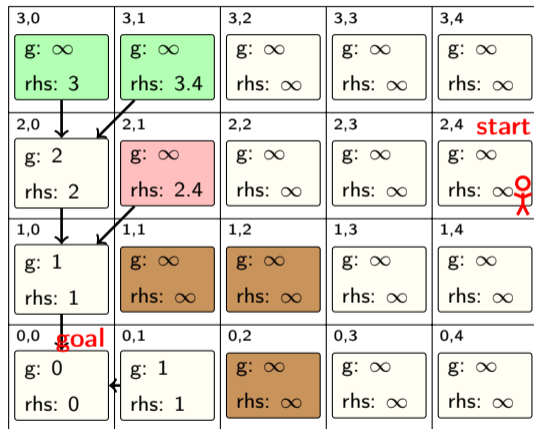 3,0 3,1 3,2 3,3 3,4
g: ∞ g: ∞ g: ∞ g: ∞ g: ∞
rhs: 3 rhs: 3.4 rhs: ∞ rhs: ∞ rhs: ∞
2,0 2,1 2,2 2,3 2,4 start
g: 2 g: ∞ g: ∞ g: ∞ g: ∞
rhs: 2 rhs: 2.4 rhs: ∞ rhs: ∞ rhs: ∞
1,0 1,1 1,2 1,3 1,4
g: 1 g: ∞ g: ∞ g: ∞ g: ∞
rhs: 1 rhs: ∞ rhs: ∞ rhs: ∞ rhs: ∞
0,0 goal 0,1 0,2 0,3 0,4
g: 0 g: 1 g: ∞ g: ∞ g: ∞
rhs: 0 rhs: 1 rhs: ∞ rhs: ∞ rhs: ∞